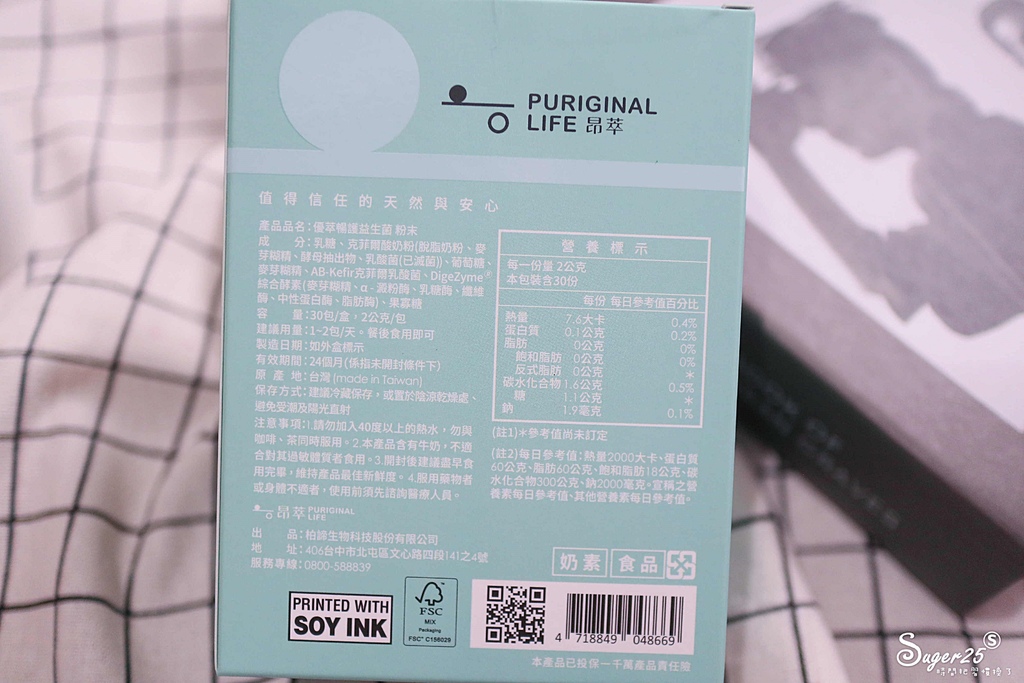 PURIGINAL
LIFE 昂萃
值得信任的天然與安心
產品品名：優萃暢護益生菌 粉末
成　　分：乳糖、克菲爾酸奶粉(脫脂奶粉、麥
芽糊精、酵母抽出物、乳酸菌(已滅菌))、葡萄糖、
麥芽糊精、AB-Kefir克菲爾乳酸菌、DigeZyme®
綜合酵素(麥芽糊精、α-澱粉酶、乳糖酶、纖維
酶、中性蛋白酶、脂肪酶)、果寡糖
容　　量：30包/盒，2公克/包
建議用量：1~2包/天。餐後食用即可
製造日期：如外盒標示
有效期間：24個月(係指未開封條件下)
原 產 地：台灣(made in Taiwan)
保存方式：建議冷藏保存，或置於陰涼乾燥處、
避免受潮及陽光直射
注意事項：1.請勿加入40度以上的熱水，勿與
咖啡、茶同時服用。2.本產品含有牛奶，不適
合對其過敏體質者食用。3.開封後建議盡早食
用完畢，維持產品最佳新鮮度。4.服用藥物者
或身體不適者，使用前須先諮詢醫療人員。
昂萃 PURIGINAL
LIFE
出　　品：柏諦生物科技股份有限公司
地　　址：406台中市北屯區文心路四段141之4號
服務專線：0800-588839
營養標示
每一份量 2公克
本包裝含30份
每份 每日參考值百分比
熱量 7.6大卡 0.4%
蛋白質 0.1公克 0.2%
脂肪 0公克 0%
飽和脂肪 0公克 0%
反式脂肪 0公克 *
碳水化合物 1.6公克 0.5%
糖 1.1公克 *
鈉 1.9毫克 0.1%
(註1)*參考值尚未訂定
(註2)每日參考值：熱量2000大卡、蛋白質
60公克、脂肪60公克、飽和脂肪18公克、碳
水化合物300公克、鈉2000毫克。宣稱之營
養素每日參考值、其他營養素每日參考值。
奶素 食品
PRINTED WITH
SOY INK
FSC
MIX
Packaging
FSC® C156029
4 718849 048669
本產品已投保一千萬產品責任險
Suger25 S